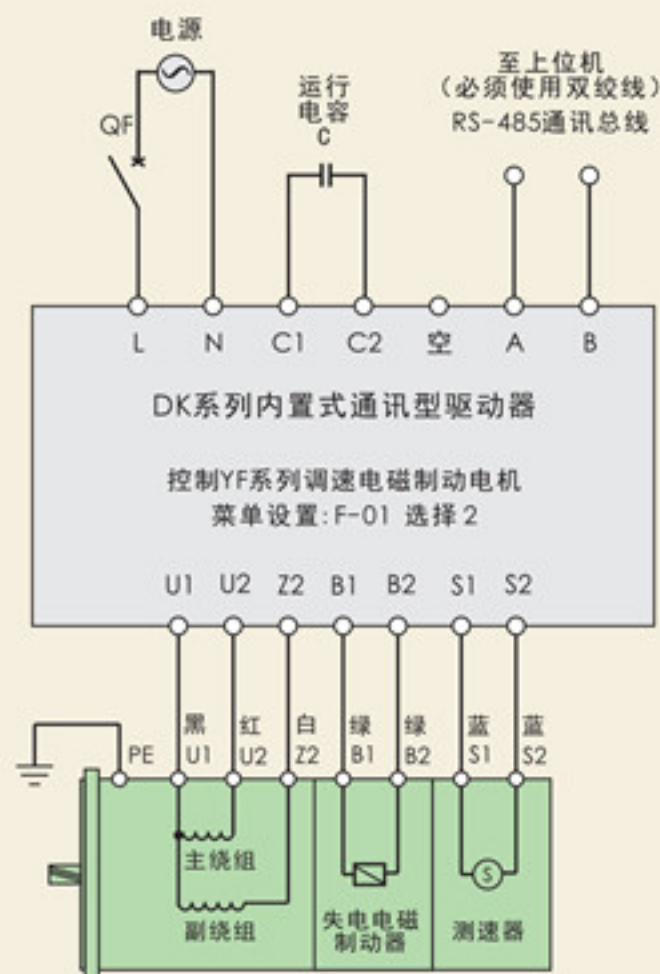 电源
QF
运行
电容
C
至上位机
（必须使用双绞线）
RS-485通讯总线
L N C1 C2 空 A B
DK系列内置式通讯型驱动器
控制YF系列调速电磁制动电机
菜单设置:F-01 选择2
U1 U2 Z2 B1 B2 S1 S2
黑 红 白 绿 绿 蓝 蓝
PE U1 U2 Z2 B1 B2 S1 S2
主绕组
副绕组
S
失电电磁
制动器
测速器